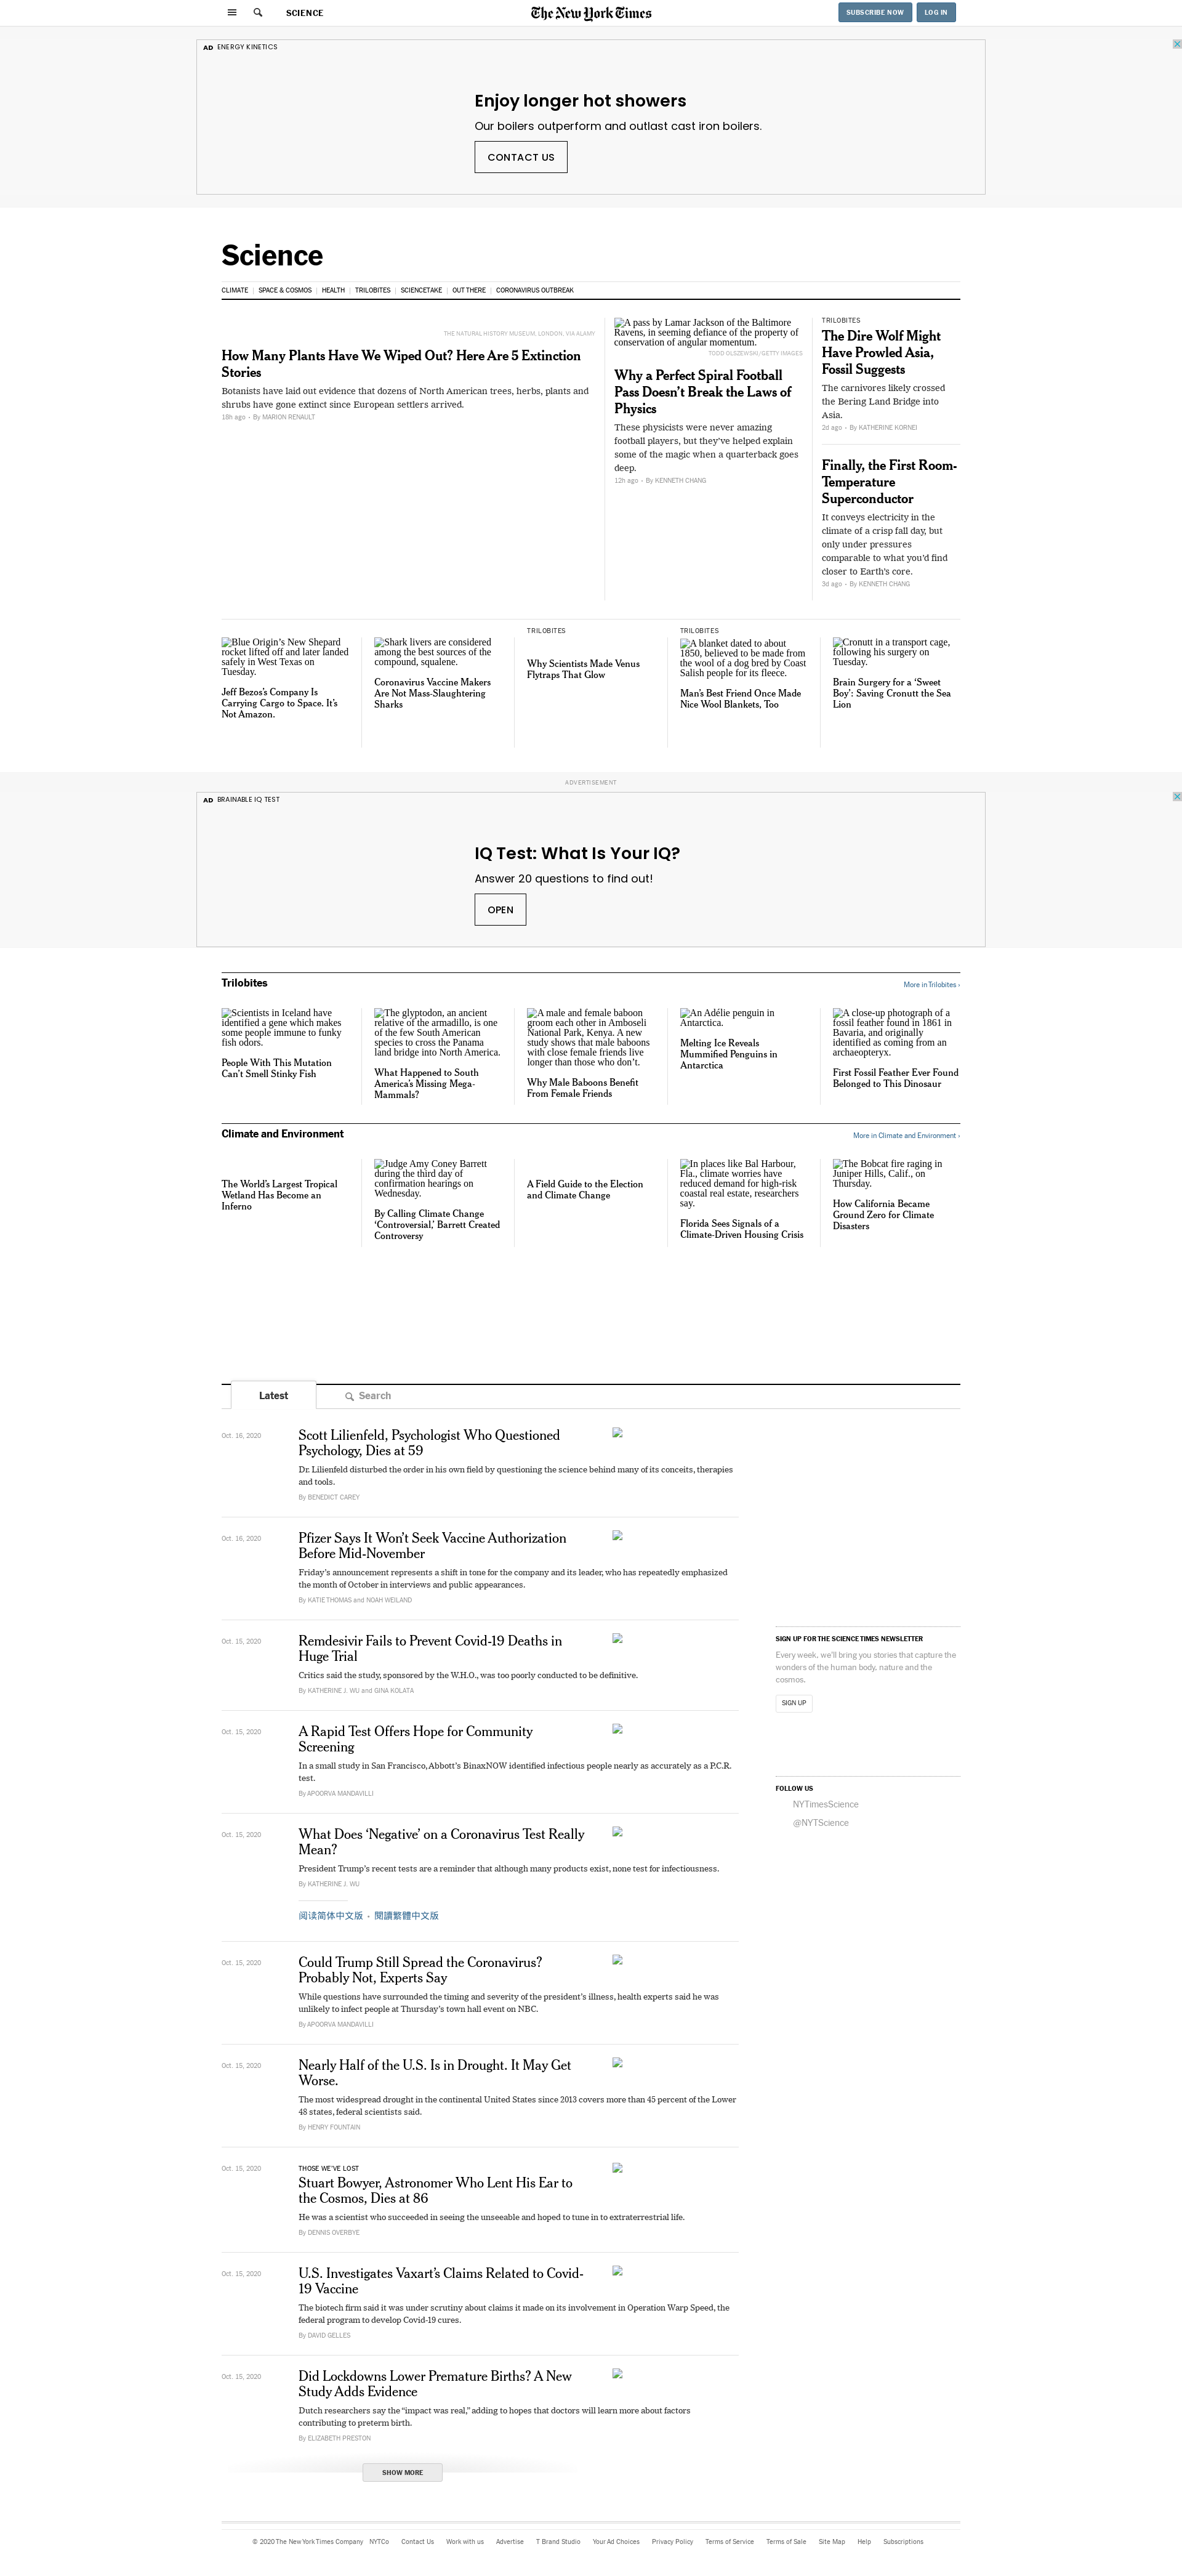 SCIENCE
The New York Times
SUBSCRIBE NOW
LOG IN
AD ENERGY KINETICS
Enjoy longer hot showers
Our boilers outperform and outlast cast iron boilers.
CONTACT US
Science
CLIMATE | SPACE & COSMOS | HEALTH | TRILOBITES | SCIENCETAKE | OUT THERE | CORONAVIRUS OUTBREAK
THE NATURAL HISTORY MUSEUM, LONDON, VIA ALAMY
How Many Plants Have We Wiped Out? Here Are 5 Extinction
Stories
Botanists have laid out evidence that dozens of North American trees, herbs, plants and
shrubs have gone extinct since European settlers arrived.
18h ago • By MARION RENAULT
A pass by Lamar Jackson of the Baltimore
Ravens, in seeming defiance of the property of
conservation of angular momentum.
TODD OLSZEWSKI/GETTY IMAGES
Why a Perfect Spiral Football
Pass Doesn’t Break the Laws of
Physics
These physicists were never amazing
football players, but they’ve helped explain
some of the magic when a quarterback goes
deep.
12h ago • By KENNETH CHANG
TRILOBITES
The Dire Wolf Might
Have Prowled Asia,
Fossil Suggests
The carnivores likely crossed
the Bering Land Bridge into
Asia.
2d ago • By KATHERINE KORNEI
Finally, the First Room-
Temperature
Superconductor
It conveys electricity in the
climate of a crisp fall day, but
only under pressures
comparable to what you’d find
closer to Earth’s core.
3d ago • By KENNETH CHANG
Blue Origin’s New Shepard
rocket lifted off and later landed
safely in West Texas on
Tuesday.
Jeff Bezos’s Company Is
Carrying Cargo to Space. It’s
Not Amazon.
Shark livers are considered
among the best sources of the
compound, squalene.
Coronavirus Vaccine Makers
Are Not Mass-Slaughtering
Sharks
TRILOBITES
Why Scientists Made Venus
Flytraps That Glow
TRILOBITES
A blanket dated to about
1850, believed to be made from
the wool of a dog bred by Coast
Salish people for its fleece.
Man’s Best Friend Once Made
Nice Wool Blankets, Too
Cronutt in a transport cage,
following his surgery on
Tuesday.
Brain Surgery for a ‘Sweet
Boy’: Saving Cronutt the Sea
Lion
ADVERTISEMENT
AD BRAINABLE IQ TEST
IQ Test: What Is Your IQ?
Answer 20 questions to find out!
OPEN
Trilobites
More in Trilobites ›
Scientists in Iceland have
identified a gene which makes
some people immune to funky
fish odors.
People With This Mutation
Can’t Smell Stinky Fish
The glyptodon, an ancient
relative of the armadillo, is one
of the few South American
species to cross the Panama
land bridge into North America.
What Happened to South
America’s Missing Mega-
Mammals?
A male and female baboon
groom each other in Amboseli
National Park, Kenya. A new
study shows that male baboons
with close female friends live
longer than those who don’t.
Why Male Baboons Benefit
From Female Friends
An Adélie penguin in
Antarctica.
Melting Ice Reveals
Mummified Penguins in
Antarctica
A close-up photograph of a
fossil feather found in 1861 in
Bavaria, and originally
identified as coming from an
archaeopteryx.
First Fossil Feather Ever Found
Belonged to This Dinosaur
Climate and Environment
More in Climate and Environment ›
The World’s Largest Tropical
Wetland Has Become an
Inferno
Judge Amy Coney Barrett
during the third day of
confirmation hearings on
Wednesday.
By Calling Climate Change
‘Controversial,’ Barrett Created
Controversy
A Field Guide to the Election
and Climate Change
In places like Bal Harbour,
Fla., climate worries have
reduced demand for high-risk
coastal real estate, researchers
say.
Florida Sees Signals of a
Climate-Driven Housing Crisis
The Bobcat fire raging in
Juniper Hills, Calif., on
Thursday.
How California Became
Ground Zero for Climate
Disasters
Latest
Search
Oct. 16, 2020
Scott Lilienfeld, Psychologist Who Questioned
Psychology, Dies at 59
Dr. Lilienfeld disturbed the order in his own field by questioning the science behind many of its conceits, therapies
and tools.
By BENEDICT CAREY
Oct. 16, 2020
Pfizer Says It Won’t Seek Vaccine Authorization
Before Mid-November
Friday’s announcement represents a shift in tone for the company and its leader, who has repeatedly emphasized
the month of October in interviews and public appearances.
By KATIE THOMAS and NOAH WEILAND
Oct. 15, 2020
Remdesivir Fails to Prevent Covid-19 Deaths in
Huge Trial
Critics said the study, sponsored by the W.H.O., was too poorly conducted to be definitive.
By KATHERINE J. WU and GINA KOLATA
Oct. 15, 2020
A Rapid Test Offers Hope for Community
Screening
In a small study in San Francisco, Abbott’s BinaxNOW identified infectious people nearly as accurately as a P.C.R.
test.
By APOORVA MANDAVILLI
Oct. 15, 2020
What Does ‘Negative’ on a Coronavirus Test Really
Mean?
President Trump’s recent tests are a reminder that although many products exist, none test for infectiousness.
By KATHERINE J. WU
阅读简体中文版 • 閱讀繁體中文版
Oct. 15, 2020
Could Trump Still Spread the Coronavirus?
Probably Not, Experts Say
While questions have surrounded the timing and severity of the president’s illness, health experts said he was
unlikely to infect people at Thursday’s town hall event on NBC.
By APOORVA MANDAVILLI
Oct. 15, 2020
Nearly Half of the U.S. Is in Drought. It May Get
Worse.
The most widespread drought in the continental United States since 2013 covers more than 45 percent of the Lower
48 states, federal scientists said.
By HENRY FOUNTAIN
Oct. 15, 2020
THOSE WE’VE LOST
Stuart Bowyer, Astronomer Who Lent His Ear to
the Cosmos, Dies at 86
He was a scientist who succeeded in seeing the unseeable and hoped to tune in to extraterrestrial life.
By DENNIS OVERBYE
Oct. 15, 2020
U.S. Investigates Vaxart’s Claims Related to Covid-
19 Vaccine
The biotech firm said it was under scrutiny about claims it made on its involvement in Operation Warp Speed, the
federal program to develop Covid-19 cures.
By DAVID GELLES
Oct. 15, 2020
Did Lockdowns Lower Premature Births? A New
Study Adds Evidence
Dutch researchers say the “impact was real,” adding to hopes that doctors will learn more about factors
contributing to preterm birth.
By ELIZABETH PRESTON
SHOW MORE
SIGN UP FOR THE SCIENCE TIMES NEWSLETTER
Every week, we’ll bring you stories that capture the
wonders of the human body, nature and the
cosmos.
SIGN UP
FOLLOW US
NYTimesScience
@NYTScience
© 2020 The New York Times Company NYTCo Contact Us Work with us Advertise T Brand Studio Your Ad Choices Privacy Policy Terms of Service Terms of Sale Site Map Help Subscriptions